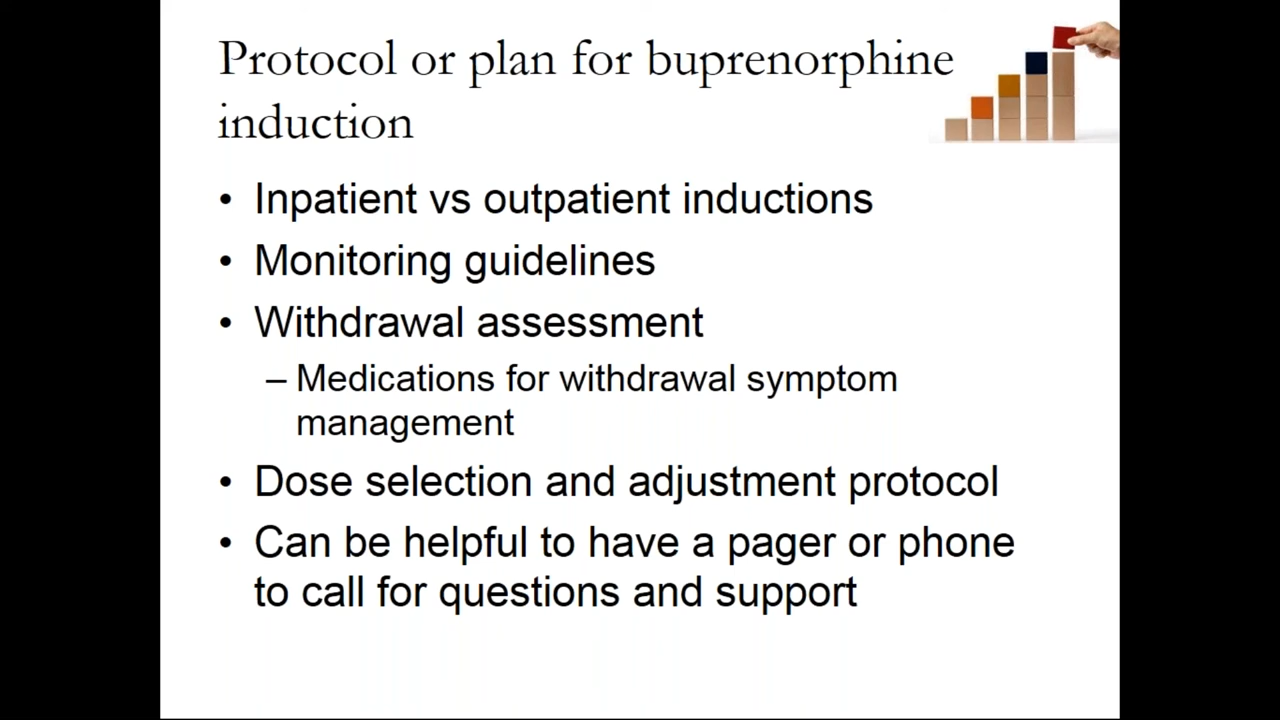 Protocol or plan for buprenorphine
induction
• Inpatient vs outpatient inductions
• Monitoring guidelines
• Withdrawal assessment
– Medications for withdrawal symptom
management
• Dose selection and adjustment protocol
• Can be helpful to have a pager or phone
to call for questions and support